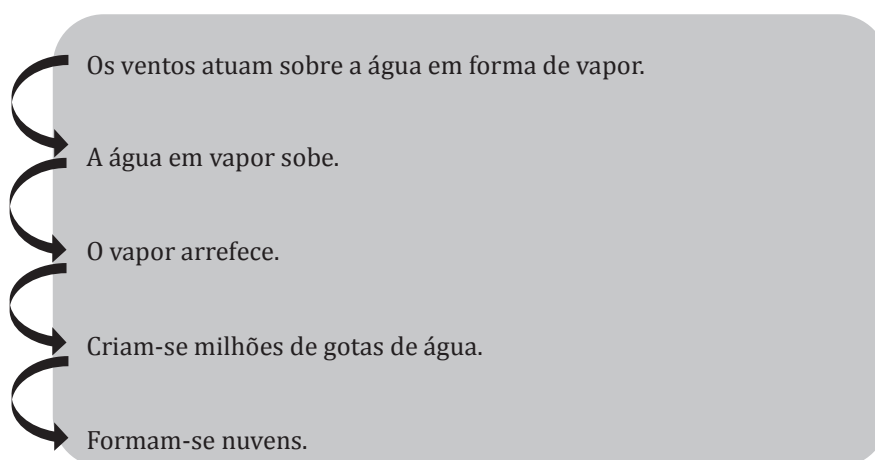 Os ventos atuam sobre a água em forma de vapor.
A água em vapor sobe.
O vapor arrefece.
Criam-se milhões de gotas de água.
Formam-se nuvens.